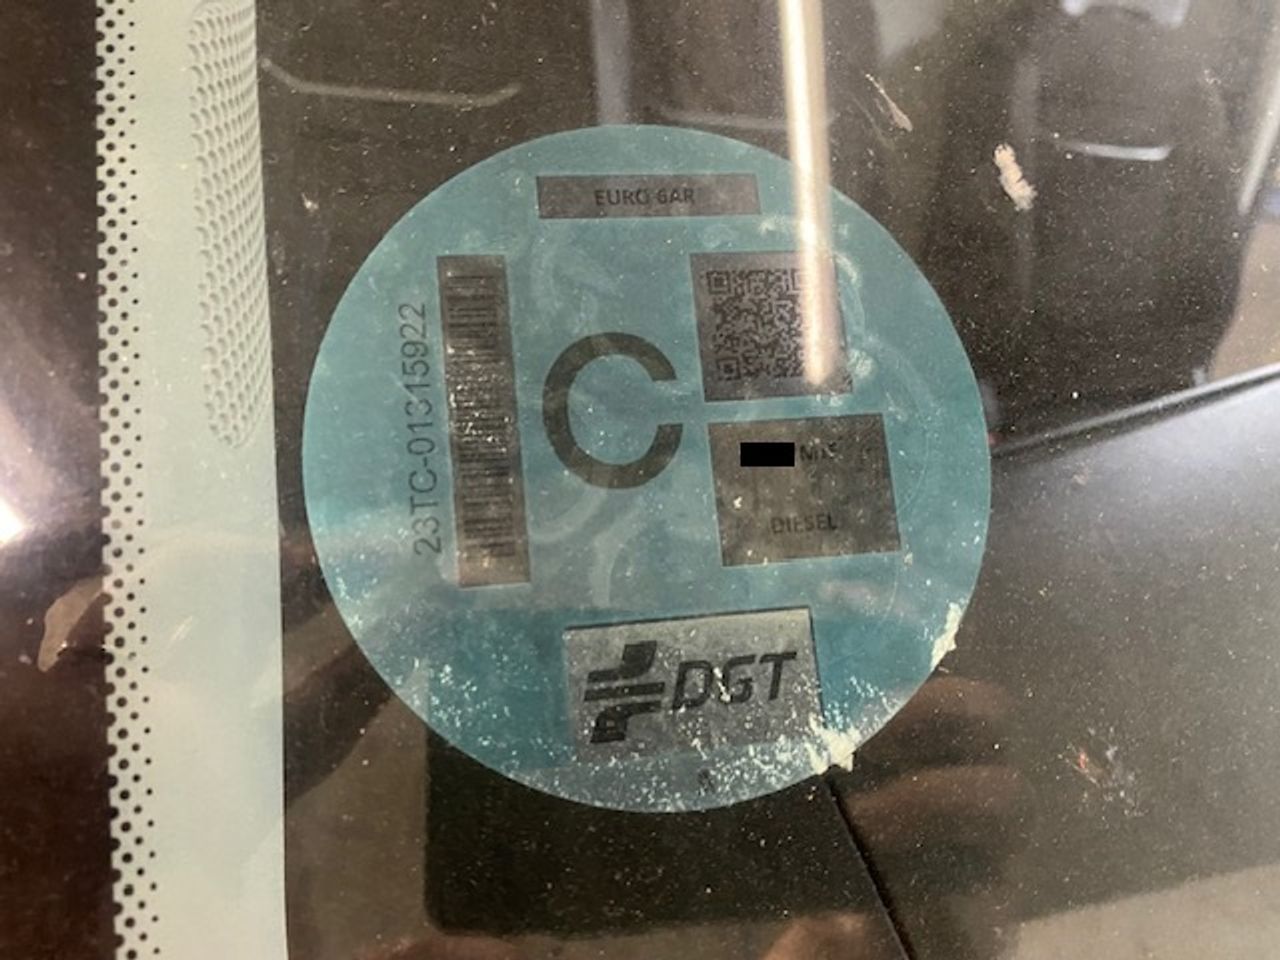 EURO 6AR
23TC-01315922
C
DIESEL
DGT